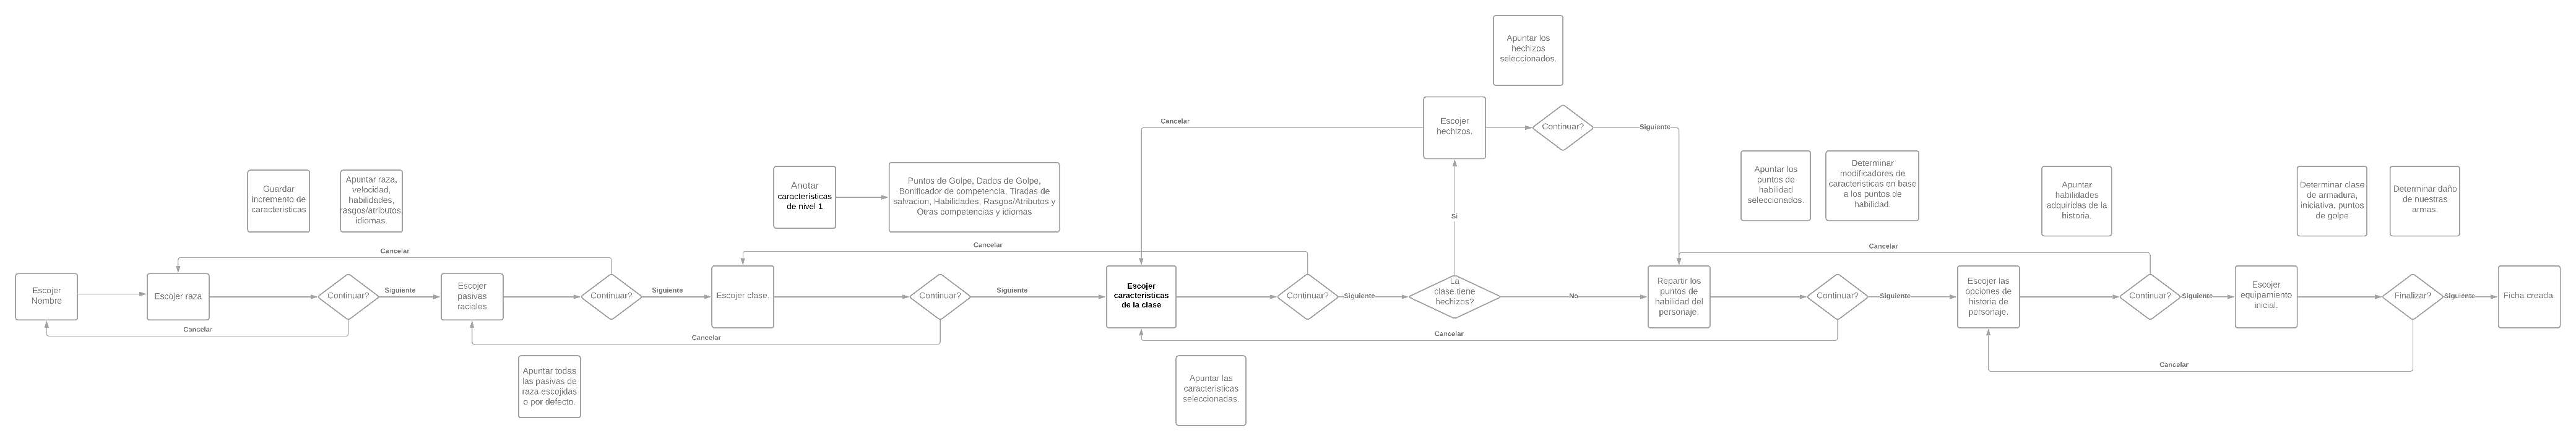 Apuntar los
hechizos
seleccionados.
Cancelar
Escojer
hechizos.
Continuar?
Siguiente
Guardar
incremento de
caracteristicas
Apuntar raza,
velocidad,
habilidades,
rasgos/atributos,
idiomas.
Anotar
características
de nivel 1
Puntos de Golpe, Dados de Golpe,
Bonificador de competencia, Tiradas de
salvacion, Habilidades, Rasgos/Atributos y
Otras competencias y idiomas
Si
Apuntar los
puntos de
habilidad
seleccionados.
Determinar
modificadores de
caracteristicas en base
a los puntos de
habilidad.
Apuntar
habilidades
adquiridas de la
historia.
Determinar clase
de armadura,
iniciativa, puntos
de golpe
Determinar daño
de nuestras
armas.
Cancelar
Cancelar
Cancelar
Escojer
Nombre
Escojer raza
Continuar?
Siguiente
Escojer
pasivas
raciales
Continuar?
Siguiente
Escojer clase.
Continuar?
Siguiente
Escojer
caracteristicas
de la clase
Continuar?
Siguiente
La
clase tiene
hechizos?
No
Repartir los
puntos de
habilidad del
personaje.
Continuar?
Siguiente
Escojer las
opciones de
historia de
personaje.
Continuar?
Siguiente
Escojer
equipamiento
inicial.
Finalizar?
Siguiente
Ficha creada.
Cancelar
Cancelar
Cancelar
Cancelar
Apuntar todas
las pasivas de
raza escojidas
o por defecto.
Apuntar las
caracteristicas
seleccionadas.